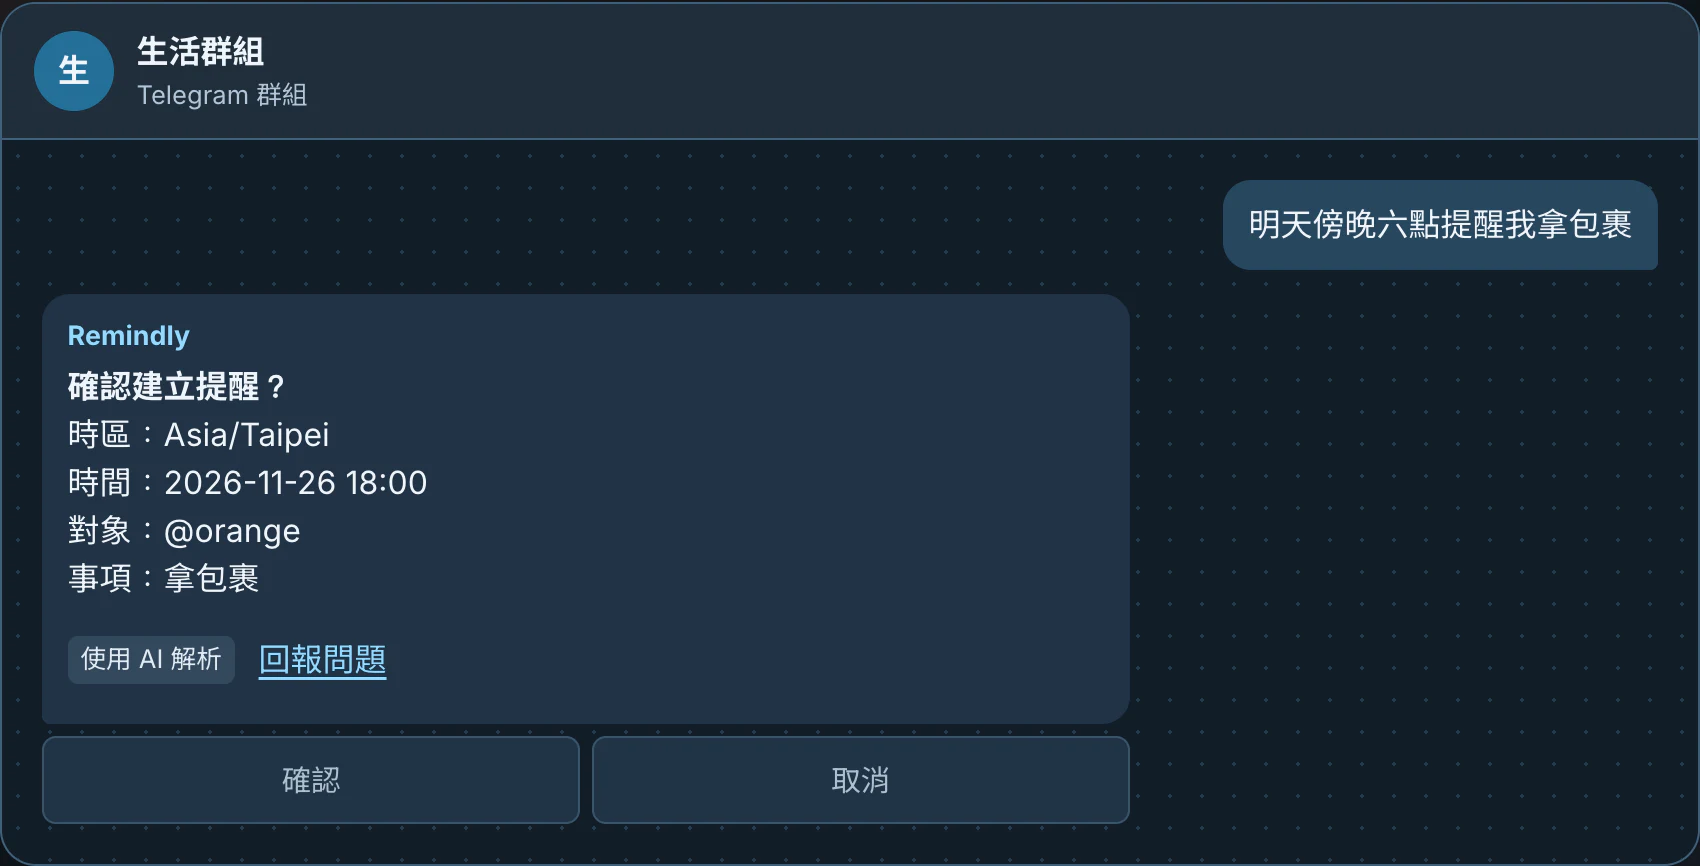 生
生活群組
Telegram 群組
明天傍晚六點提醒我拿包裹
Remindly
確認建立提醒？
時區：Asia/Taipei
時間：2026-11-26 18:00
對象：@orange
事項：拿包裹
使用 AI 解析 回報問題
確認 取消